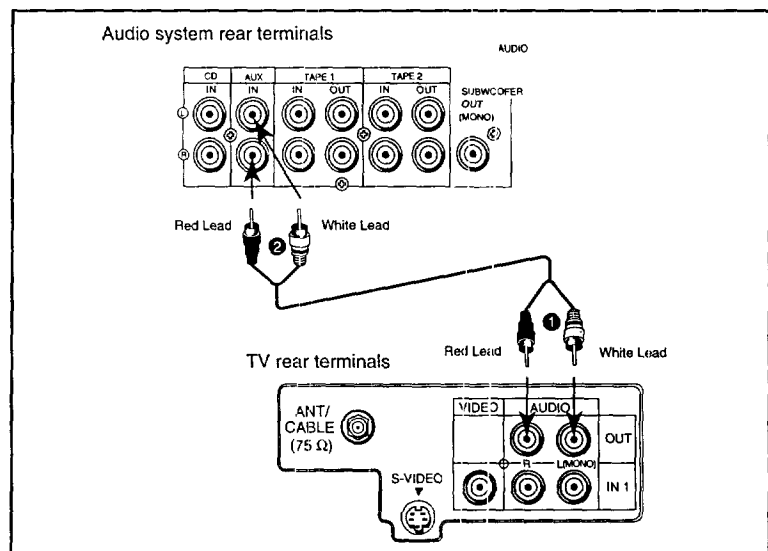 Audio system rear terminals
AUDIO
CD AUX TAPE 1 TAPE 2
IN IN IN OUT IN OUT
SUBWOOFER
OUT
(MONO)
L
R
Red Lead ❷ White Lead
Red Lead ❶ White Lead
TV rear terminals
ANT/
CABLE
(75 Ω)
S-VIDEO
VIDEO AUDIO
OUT
R L(MONO)
IN 1